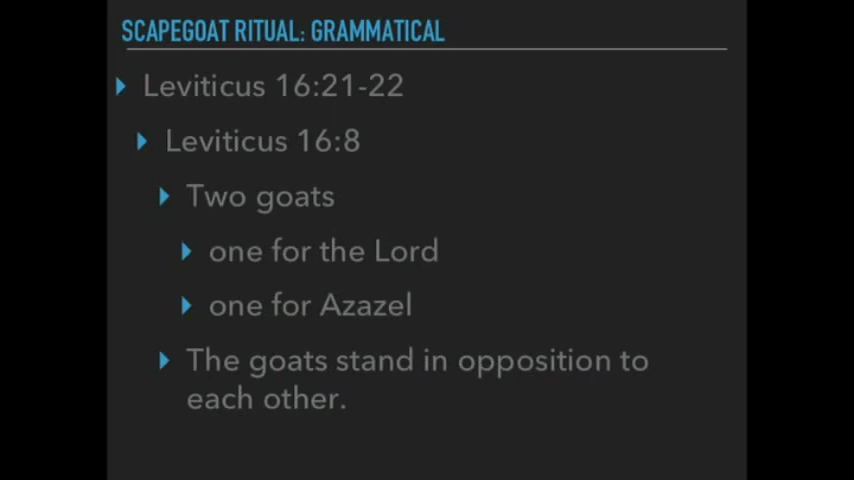 SCAPEGOAT RITUAL: GRAMMATICAL
Leviticus 16:21-22
Leviticus 16:8
Two goats
one for the Lord
one for Azazel
The goats stand in opposition to
each other.